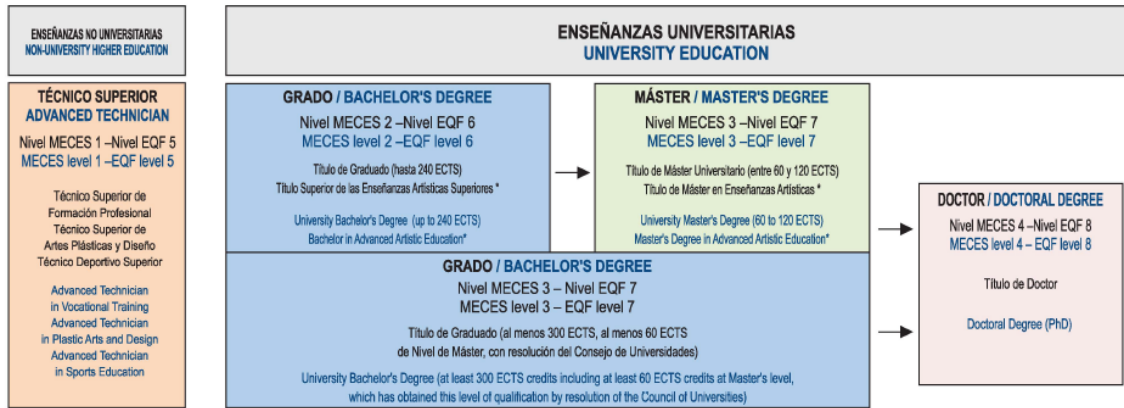 ENSEÑANZAS NO UNIVERSITARIAS
NON-UNIVERSITY HIGHER EDUCATION
ENSEÑANZAS UNIVERSITARIAS
UNIVERSITY EDUCATION
TÉCNICO SUPERIOR
ADVANCED TECHNICIAN
Nivel MECES 1 –Nivel EQF 5
MECES level 1 –EQF level 5
Técnico Superior de
Formación Profesional
Técnico Superior de
Artes Plásticas y Diseño
Técnico Deportivo Superior
Advanced Technician
in Vocational Training
Advanced Technician
in Plastic Arts and Design
Advanced Technician
in Sports Education
GRADO / BACHELOR'S DEGREE
Nivel MECES 2 –Nivel EQF 6
MECES level 2 –EQF level 6
Título de Graduado (hasta 240 ECTS)
Título Superior de las Enseñanzas Artísticas Superiores *
University Bachelor's Degree (up to 240 ECTS)
Bachelor in Advanced Artistic Education*
MÁSTER / MASTER'S DEGREE
Nivel MECES 3 –Nivel EQF 7
MECES level 3 –EQF level 7
Título de Máster Universitario (entre 60 y 120 ECTS)
Título de Máster en Enseñanzas Artísticas *
University Master's Degree (60 to 120 ECTS)
Master's Degree in Advanced Artistic Education*
GRADO / BACHELOR'S DEGREE
Nivel MECES 3 – Nivel EQF 7
MECES level 3 – EQF level 7
Título de Graduado (al menos 300 ECTS, al menos 60 ECTS
de Nivel de Máster, con resolución del Consejo de Universidades)
University Bachelor's Degree (at least 300 ECTS credits including at least 60 ECTS credits at Master's level,
which has obtained this level of qualification by resolution of the Council of Universities)
DOCTOR / DOCTORAL DEGREE
Nivel MECES 4 –Nivel EQF 8
MECES level 4 – EQF level 8
Título de Doctor
Doctoral Degree (PhD)